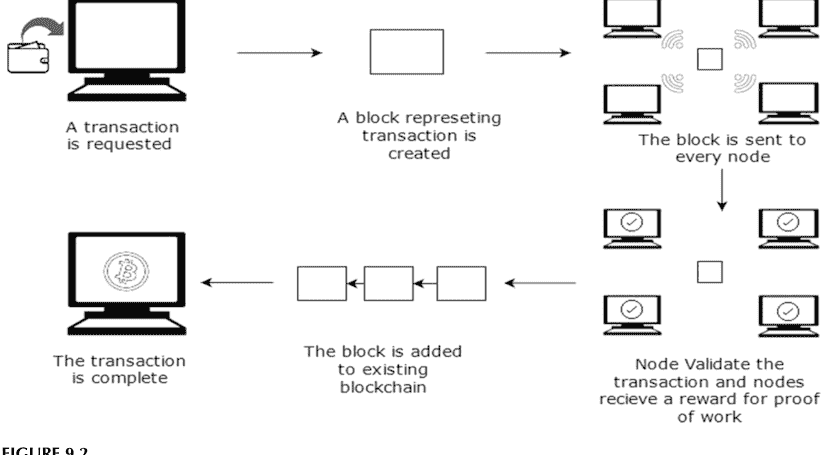 A transaction
is requested
A block represeting
transaction is
created
The block is sent to
every node
The transaction
is complete
The block is added
to existing
blockchain
Node Validate the
transaction and nodes
recieve a reward for proof
of work
FIGURE 9.2